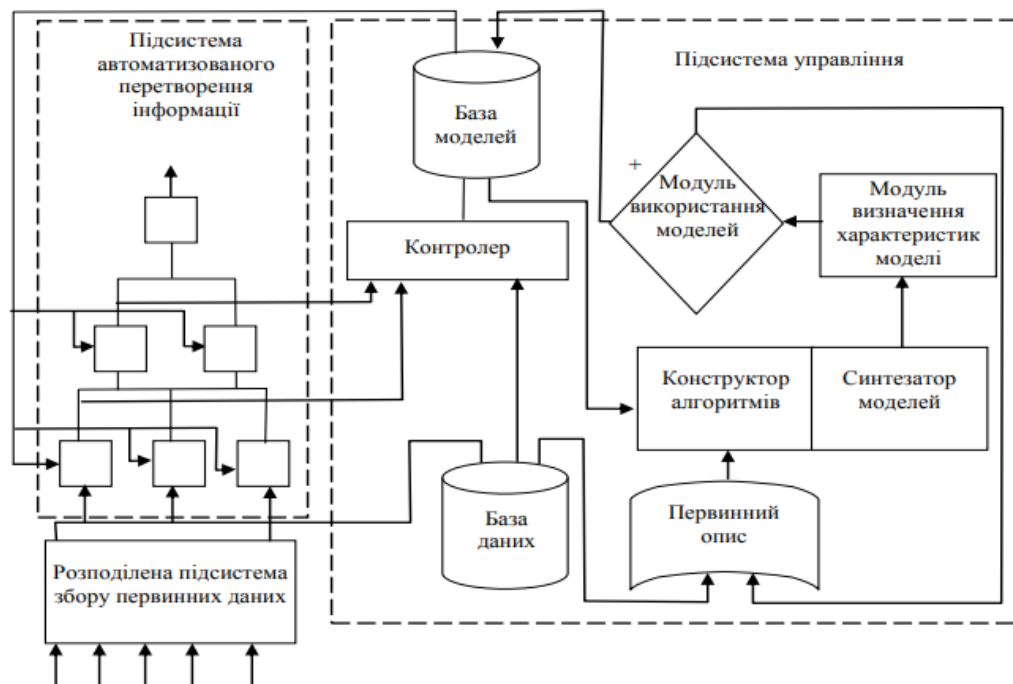 Підсистема
автоматизованого
перетворення
інформації
Підсистема управління
База
моделей
+
Модуль
використання
моделей
Модуль
визначення
характеристик
моделі
Контролер
Конструктор
алгоритмів
Синтезатор
моделей
База
даних
Первинний
опис
Розподілена підсистема
збору первинних даних